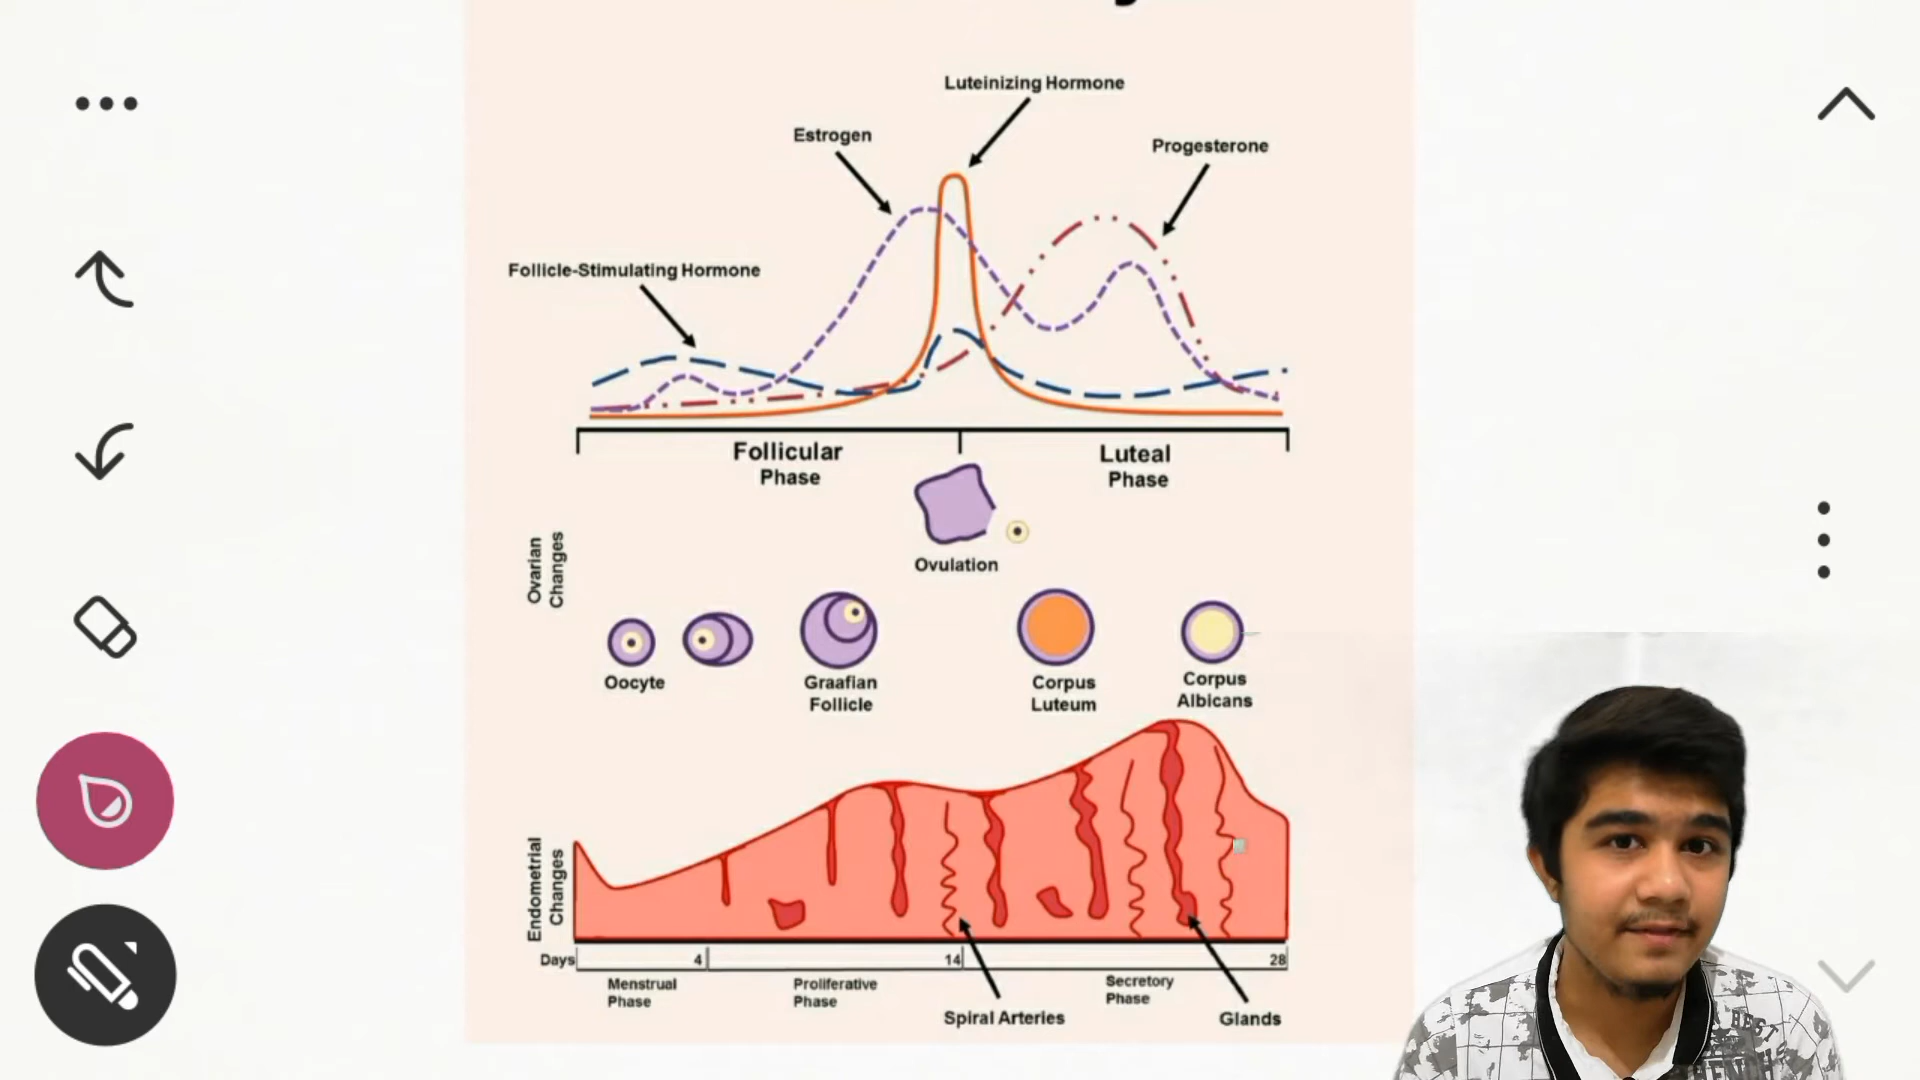 Luteinizing Hormone
Estrogen
Progesterone
Follicle-Stimulating Hormone
Follicular
Phase
Luteal
Phase
Ovulation
Ovarian
Changes
Oocyte
Graafian
Follicle
Corpus
Luteum
Corpus
Albicans
Endometrial
Changes
Days
4
14
28
Menstrual
Phase
Proliferative
Phase
Secretory
Phase
Spiral Arteries
Glands
BEST